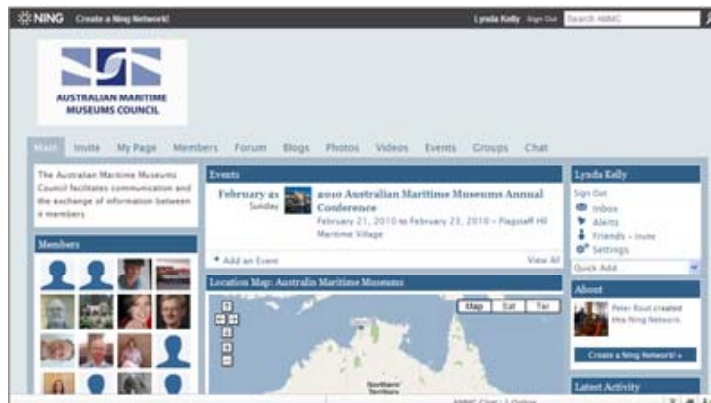 NING Create a Ning Network! Lynda Kelly Sign Out Search AMMC
AUSTRALIAN MARITIME
MUSEUMS COUNCIL
Main Invite My Page Members Forum Blogs Photos Videos Events Groups Chat
The Australian Maritime Museums
Council facilitates communication and
the exchange of information between
it members
Members
Events
February 21
Sunday
2010 Australian Maritime Museums Annual
Conference
February 21, 2010 to February 23, 2010 – Flagstaff Hill
Maritime Village
+ Add an Event View All
Location Map: Australin Maritime Museums
Map Sat Ter
Northern
Territory
Lynda Kelly
Sign Out
Inbox
Alerts
Friends – Invite
Settings
Quick Add...
About
Peter Rout created
this Ning Network.
Create a Ning Network! »
Latest Activity
AMMC Chat | 1 Online